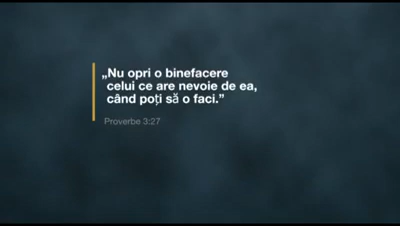 „Nu opri o binefacere
celui ce are nevoie de ea,
când poți să o faci.”
Proverbe 3:27